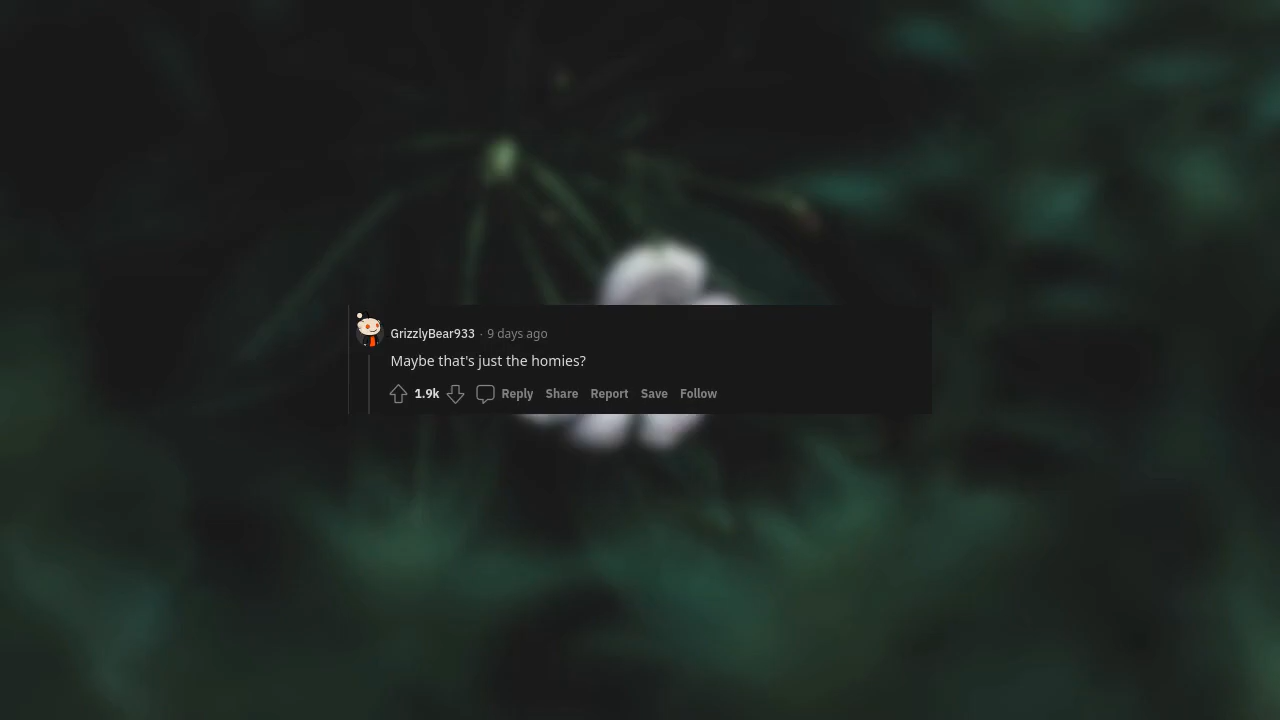 GrizzlyBear933 · 9 days ago
Maybe that's just the homies?
1.9k Reply Share Report Save Follow